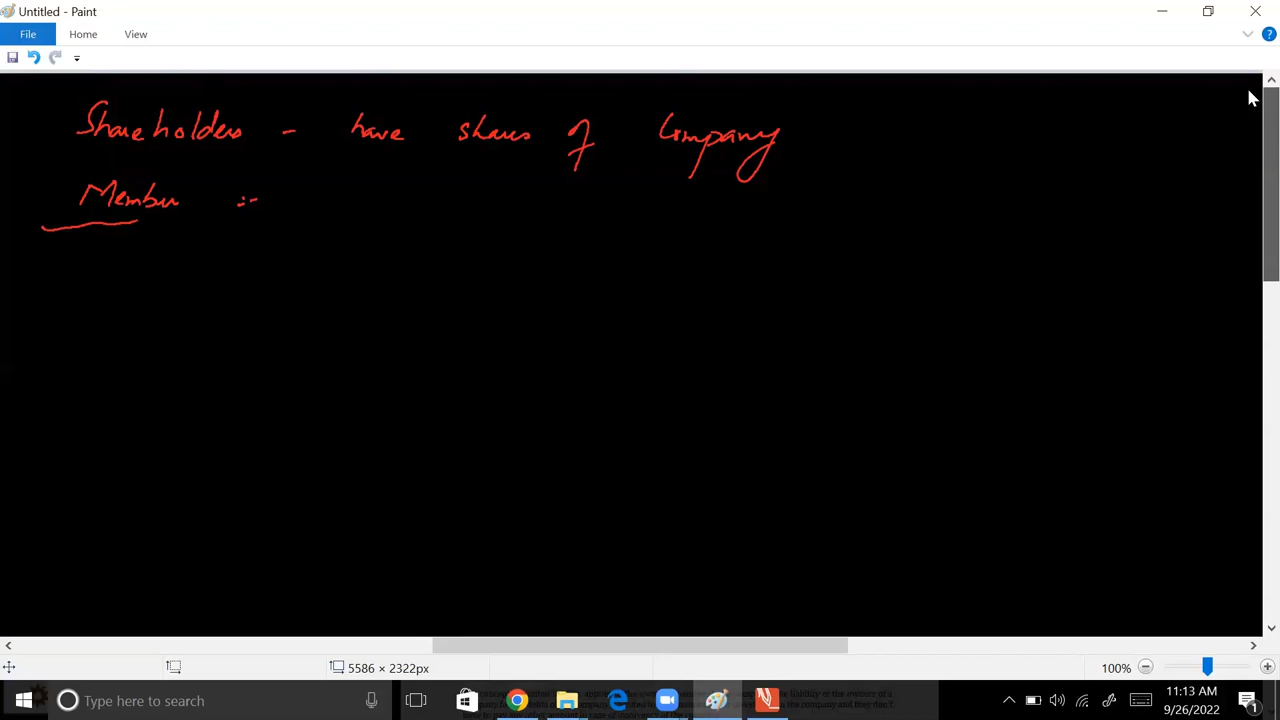 Untitled - Paint
File Home View
Shareholders - have shares of Company
Member :-
5586 × 2322px
100%
Type here to search
11:13 AM
9/26/2022
1